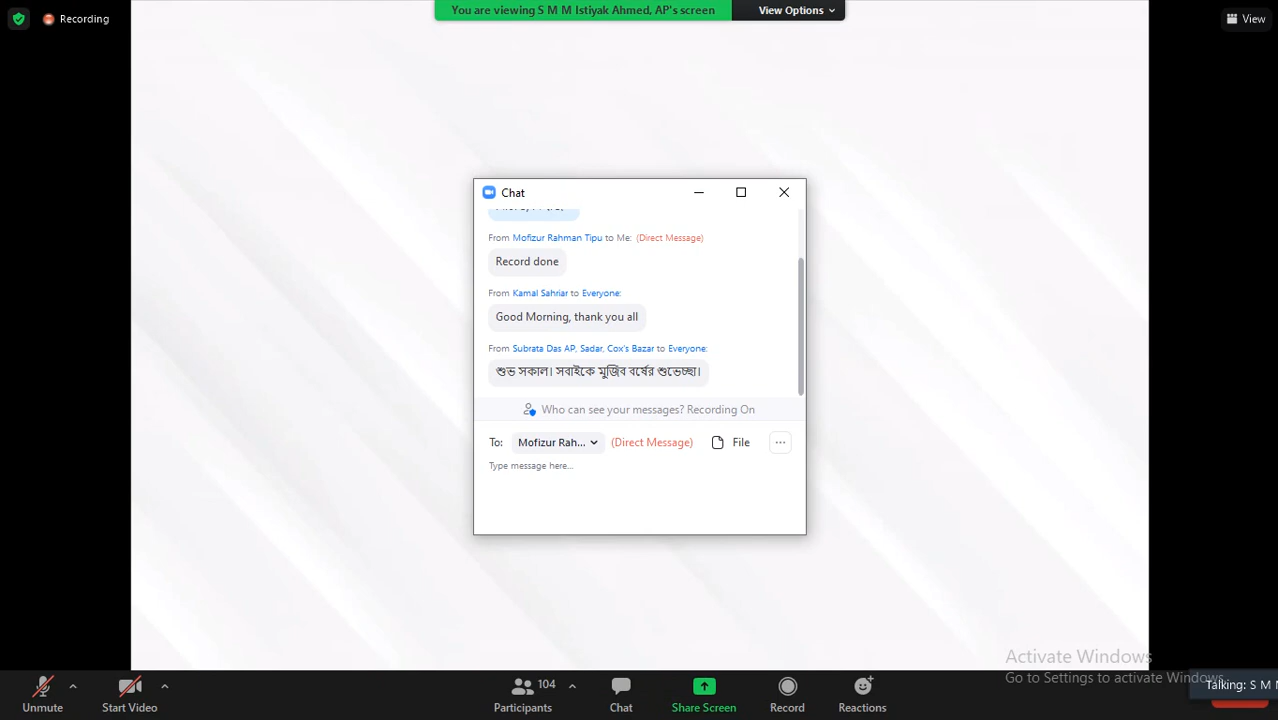 You are viewing S M M Istiyak Ahmed, AP's screen
View Options
Recording
View
Chat
From Mofizur Rahman Tipu to Me: (Direct Message)
Record done
From Kamal Sahriar to Everyone:
Good Morning, thank you all
From Subrata Das AP, Sadar, Cox's Bazar to Everyone:
শুভ সকাল। সবাইকে মুজিব বর্ষের শুভেচ্ছা।
Who can see your messages? Recording On
To: Mofizur Rah... (Direct Message) File
Type message here...
Activate Windows
Go to Settings to activate Windows.
Talking: S M
104
Unmute
Start Video
Participants
Chat
Share Screen
Record
Reactions